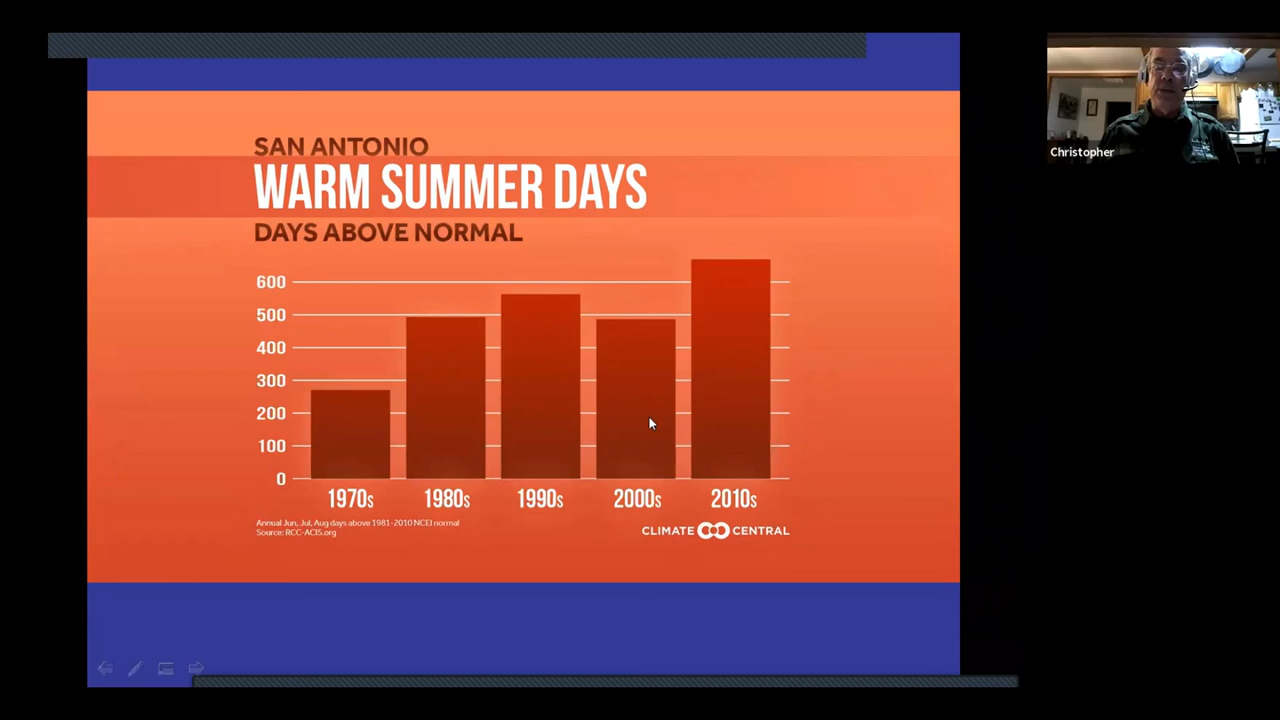 SAN ANTONIO
WARM SUMMER DAYS
DAYS ABOVE NORMAL
600
500
400
300
200
100
0
1970s
1980s
1990s
2000s
2010s
Annual Jun, Jul, Aug days above 1981-2010 NCEI normal
Source: RCC-ACIS.org
CLIMATE CENTRAL
Christopher